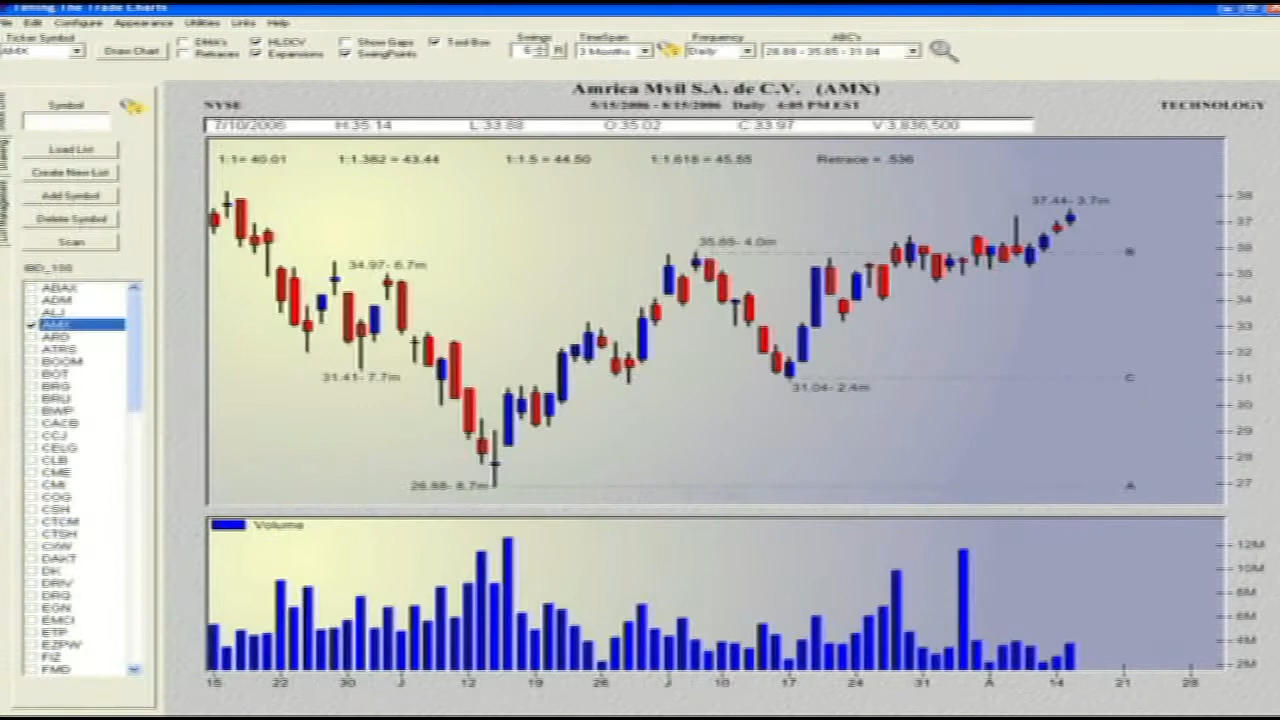 Timing The Trade Charts
File Edit Configure Appearance Utilities Links Help
Ticker Symbol
AMX
Draw Chart
DMA's
Retraces
HLOCV
Expansions
Show Gaps
SwingPoints
Tool Box
Swings
6
R
TimeSpan
3 Months
Frequency
Daily
ABC's
26.88 - 35.85 - 31.04
Amrica Mvil S.A. de C.V. (AMX)
NYSE
5/15/2006 - 8/15/2006 Daily 4:05 PM EST
TECHNOLOGY
7/10/2006 H:35.14 L:33.88 O:35.02 C:33.97 V:3,836,500
1:1= 40.01 1:1.382 = 43.44 1:1.5 = 44.50 1:1.618 = 45.55 Retrace = .536
Symbol
Load List
Create New List
Add Symbol
Delete Symbol
Scan
IBD_100
ABAX
ADM
ALJ
AMX
ARD
ATRS
BOOM
BOT
BRG
BRU
BWP
CACB
CCJ
CELG
CLB
CME
CMI
COG
CSH
CTCM
CTSH
CXW
DAKT
DK
DRIV
DRQ
EGN
EMCI
ETP
EZPW
FIZ
FMD
37.44- 3.7m
35.85- 4.0m
34.97- 6.7m
31.41- 7.7m
31.04- 2.4m
26.88- 8.7m
B
C
A
38
37
36
35
34
33
32
31
30
29
28
27
Volume
12M
10M
8M
6M
4M
2M
15 22 30 J 12 19 26 J 10 17 24 31 A 14 21 28